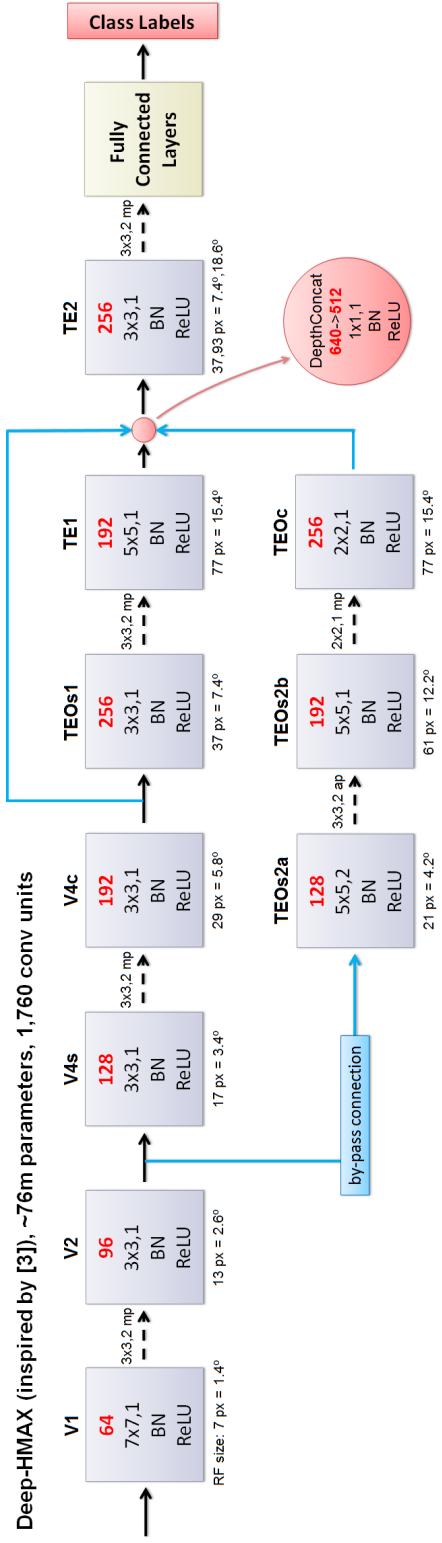 Deep-HMAX (inspired by [3]), ~76m parameters, 1,760 conv units
V1
64
7x7,1
BN
ReLU
RF size: 7 px = 1.4º
3x3,2 mp
V2
96
3x3,1
BN
ReLU
13 px = 2.6º
V4s
128
3x3,1
BN
ReLU
17 px = 3.4º
3x3,2 mp
V4c
192
3x3,1
BN
ReLU
29 px = 5.8º
TEOs1
256
3x3,1
BN
ReLU
37 px = 7.4º
3x3,2 mp
TE1
192
5x5,1
BN
ReLU
77 px = 15.4º
TE2
256
3x3,1
BN
ReLU
37,93 px = 7.4º,18.6º
3x3,2 mp
Fully
Connected
Layers
Class Labels
by-pass connection
TEOs2a
128
5x5,2
BN
ReLU
21 px = 4.2º
3x3,2 ap
TEOs2b
192
5x5,1
BN
ReLU
61 px = 12.2º
2x2,1 mp
TEOc
256
2x2,1
BN
ReLU
77 px = 15.4º
DepthConcat
640->512
1x1,1
BN
ReLU